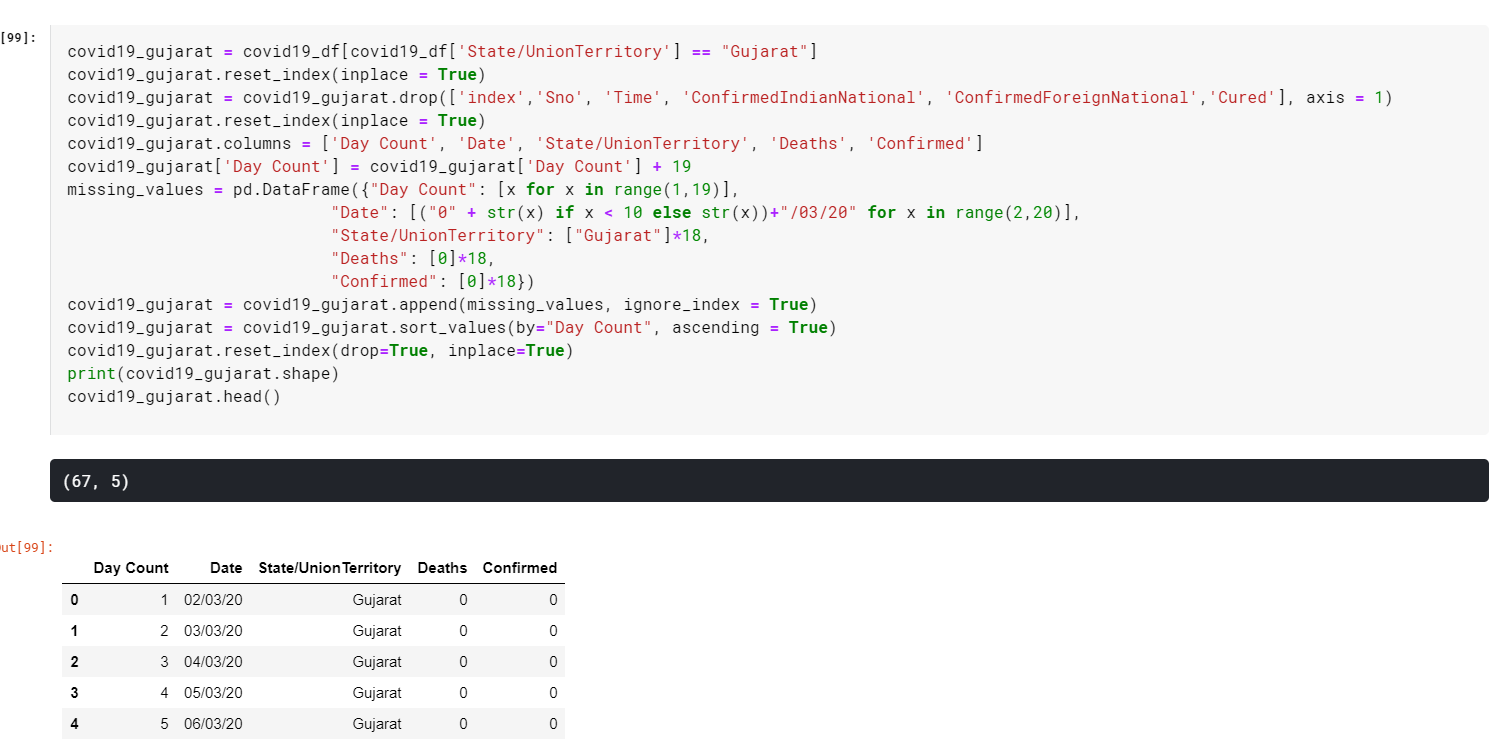 [99]:
covid19_gujarat = covid19_df[covid19_df['State/UnionTerritory'] == "Gujarat"]
covid19_gujarat.reset_index(inplace = True)
covid19_gujarat = covid19_gujarat.drop(['index','Sno', 'Time', 'ConfirmedIndianNational', 'ConfirmedForeignNational','Cured'], axis = 1)
covid19_gujarat.reset_index(inplace = True)
covid19_gujarat.columns = ['Day Count', 'Date', 'State/UnionTerritory', 'Deaths', 'Confirmed']
covid19_gujarat['Day Count'] = covid19_gujarat['Day Count'] + 19
missing_values = pd.DataFrame({"Day Count": [x for x in range(1,19)],
"Date": [("0" + str(x) if x < 10 else str(x))+"/03/20" for x in range(2,20)],
"State/UnionTerritory": ["Gujarat"]*18,
"Deaths": [0]*18,
"Confirmed": [0]*18})
covid19_gujarat = covid19_gujarat.append(missing_values, ignore_index = True)
covid19_gujarat = covid19_gujarat.sort_values(by="Day Count", ascending = True)
covid19_gujarat.reset_index(drop=True, inplace=True)
print(covid19_gujarat.shape)
covid19_gujarat.head()
(67, 5)
ut[99]:
Day Count Date State/UnionTerritory Deaths Confirmed
0 1 02/03/20 Gujarat 0 0
1 2 03/03/20 Gujarat 0 0
2 3 04/03/20 Gujarat 0 0
3 4 05/03/20 Gujarat 0 0
4 5 06/03/20 Gujarat 0 0